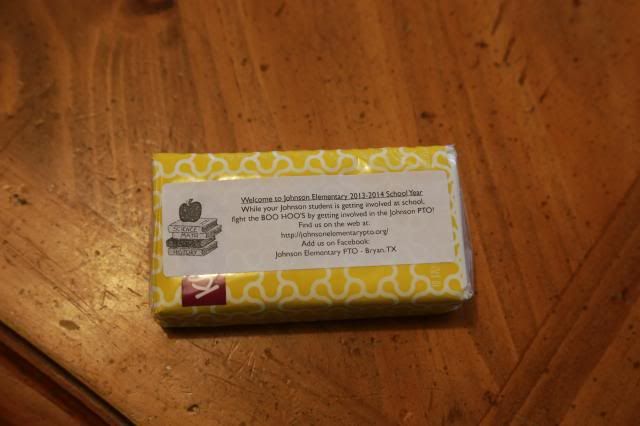 Welcome to Johnson Elementary 2013-2014 School Year
While your Johnson student is getting involved at school,
fight the BOO HOO'S by getting involved in the Johnson PTO!
Find us on the web at:
http://johnsonelementarypto.org/
Add us on Facebook:
Johnson Elementary PTO - Bryan, TX
SCIENCE
MATH
HISTORY